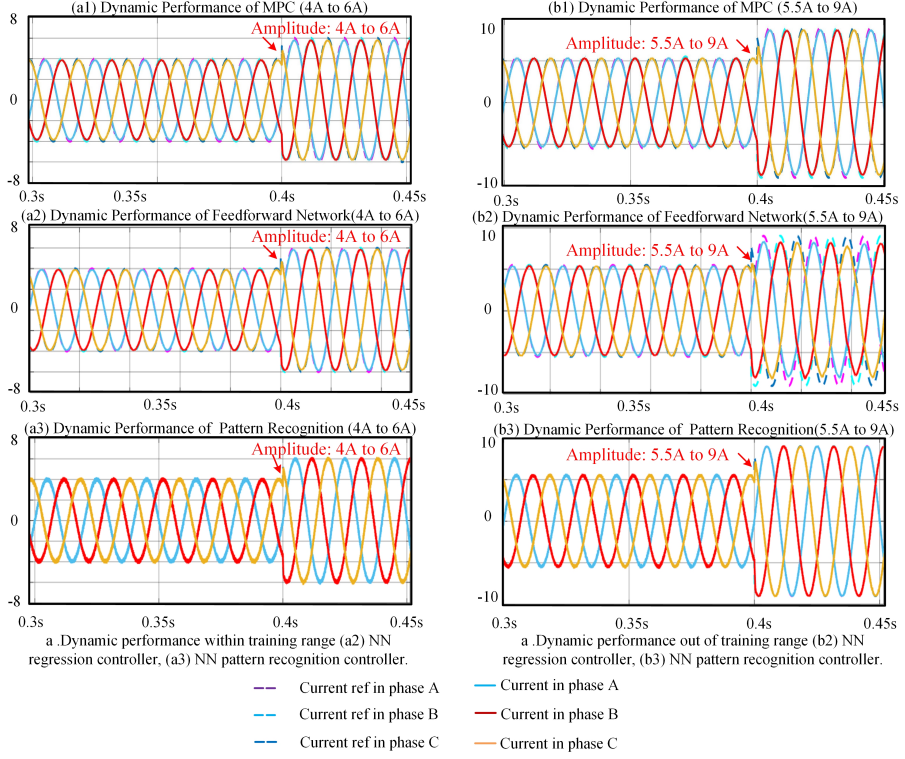 (a1) Dynamic Performance of MPC (4A to 6A)
8
Amplitude: 4A to 6A
0
-8
0.3s
0.35s
0.4s
0.45s
(b1) Dynamic Performance of MPC (5.5A to 9A)
10
Amplitude: 5.5A to 9A
0
-10
0.3s
0.35s
0.4s
0.45s
(a2) Dynamic Performance of Feedforward Network(4A to 6A)
8
Amplitude: 4A to 6A
0
-8
0.3s
0.35s
0.4s
0.45s
(b2) Dynamic Performance of Feedforward Network(5.5A to 9A)
10
Amplitude: 5.5A to 9A
0
-10
0.3s
0.35s
0.4s
0.45s
(a3) Dynamic Performance of Pattern Recognition (4A to 6A)
8
Amplitude: 4A to 6A
0
-8
0.3s
0.35s
0.4s
0.45s
(b3) Dynamic Performance of Pattern Recognition(5.5A to 9A)
10
Amplitude: 5.5A to 9A
0
-10
0.3s
0.35s
0.4s
0.45s
a .Dynamic performance within training range (a2) NN
regression controller, (a3) NN pattern recognition controller.
a .Dynamic performance out of training range (b2) NN
regression controller, (b3) NN pattern recognition controller.
Current ref in phase A
Current in phase A
Current ref in phase B
Current in phase B
Current ref in phase C
Current in phase C